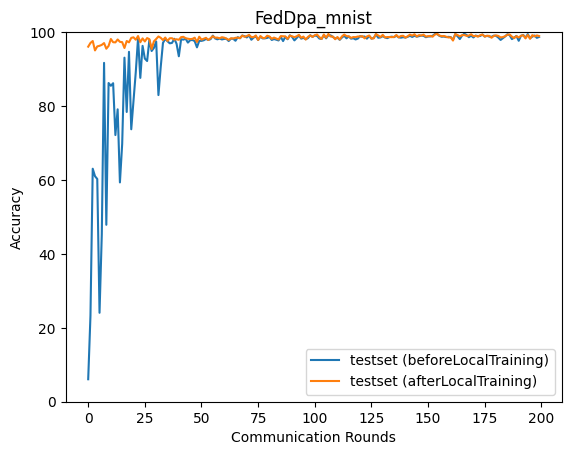 FedDpa_mnist
Accuracy
100
80
60
40
20
0
testset (beforeLocalTraining)
testset (afterLocalTraining)
0 25 50 75 100 125 150 175 200
Communication Rounds